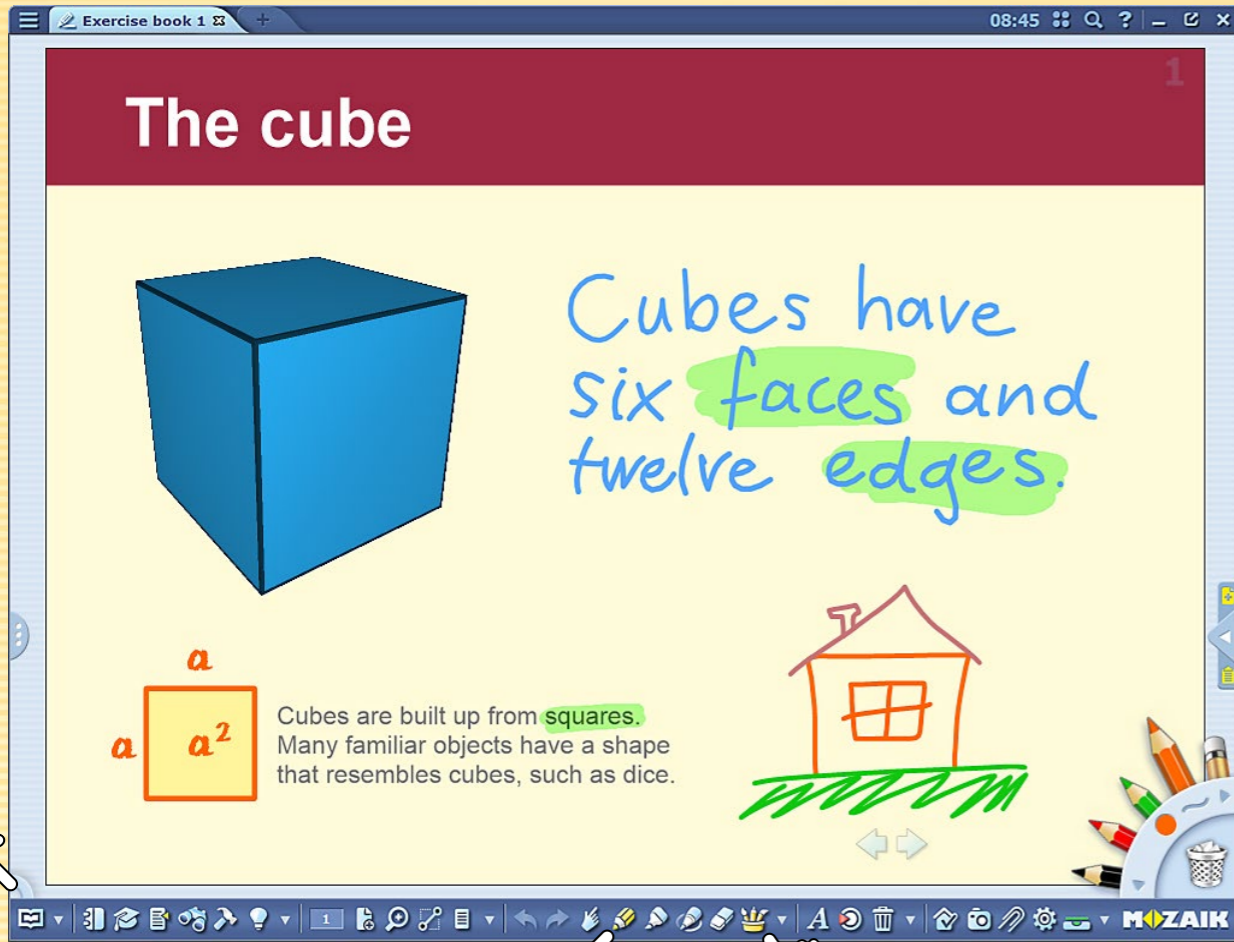 Exercise book 1
08:45
1
The cube
Cubes have
six faces and
twelve edges.
a
a
a²
Cubes are built up from squares.
Many familiar objects have a shape
that resembles cubes, such as dice.
1
A
MOZAIK